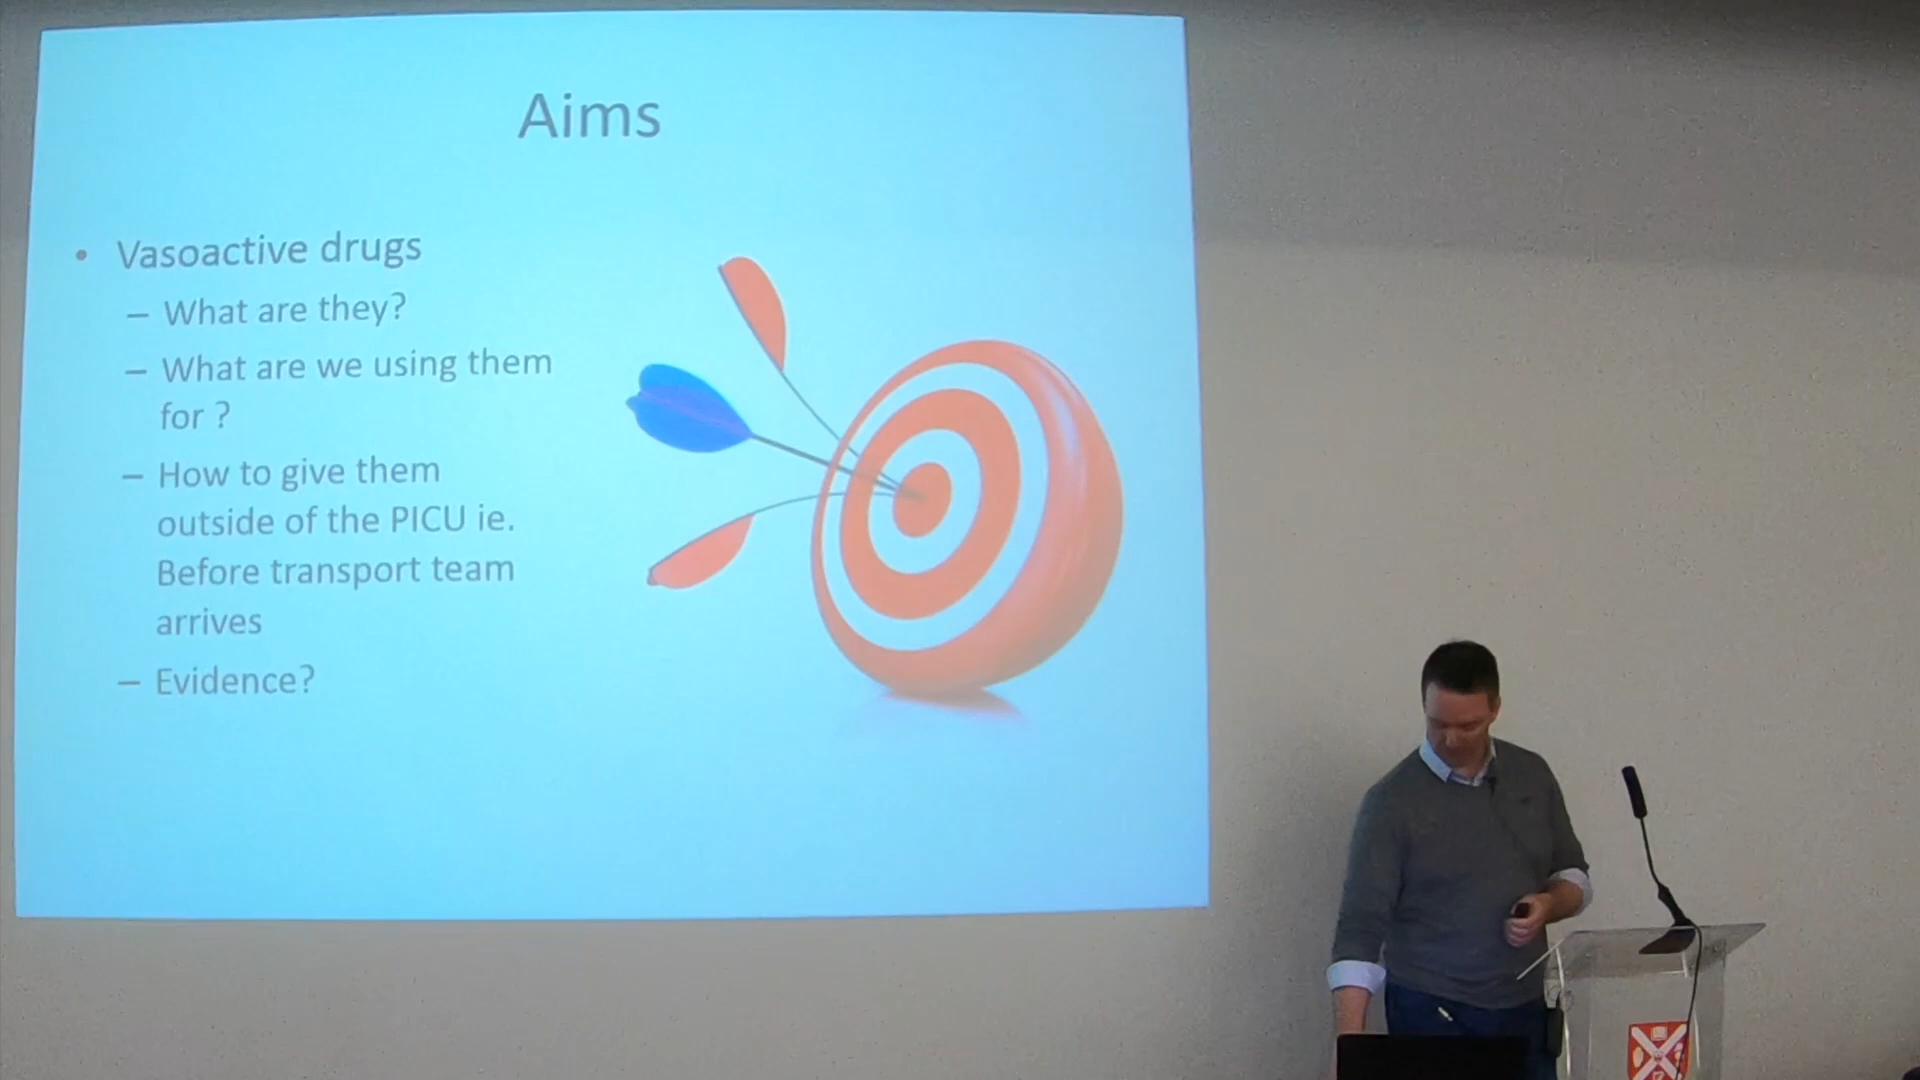 Aims
• Vasoactive drugs
– What are they?
– What are we using them
for ?
– How to give them
outside of the PICU ie.
Before transport team
arrives
– Evidence?